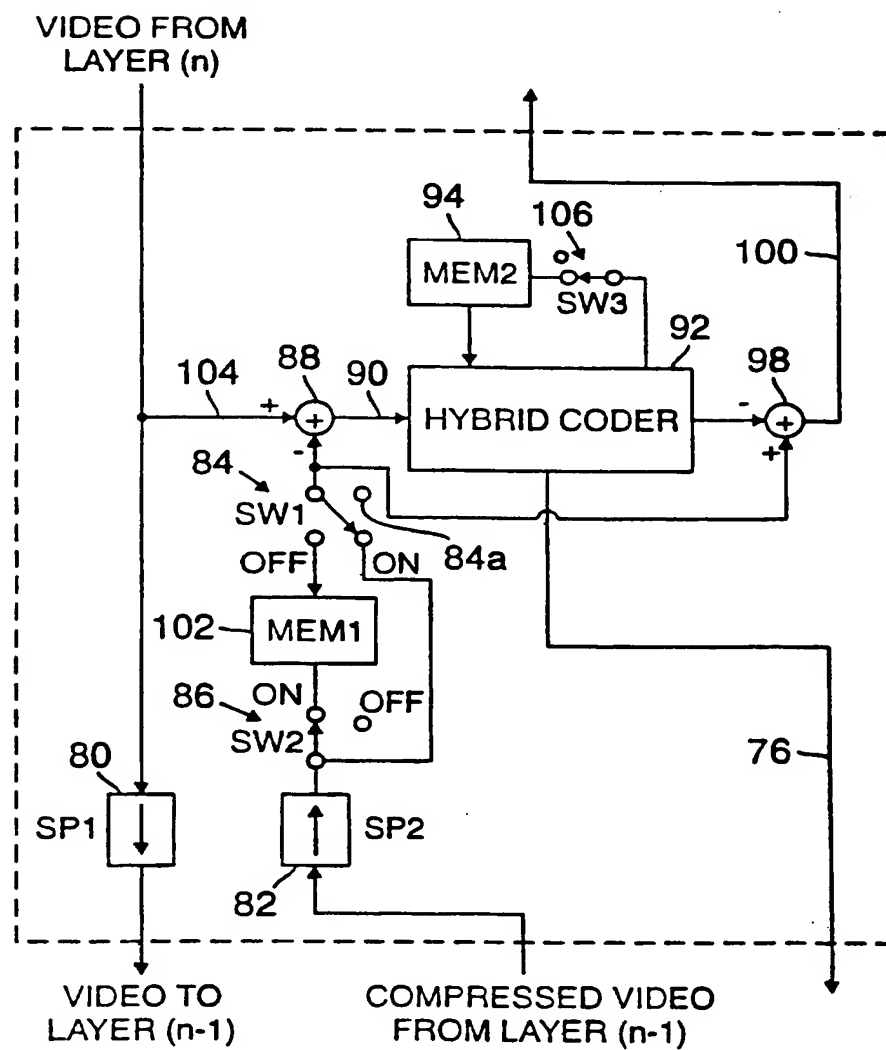 VIDEO FROM
LAYER (n)
94
106
MEM2
SW3
100
92
88
98
104
90
+
+
HYBRID CODER
-
+
-
+
84
SW1
84a
OFF
ON
102
MEM1
ON
OFF
86
SW2
76
80
SP1
SP2
82
VIDEO TO
LAYER (n-1)
COMPRESSED VIDEO
FROM LAYER (n-1)